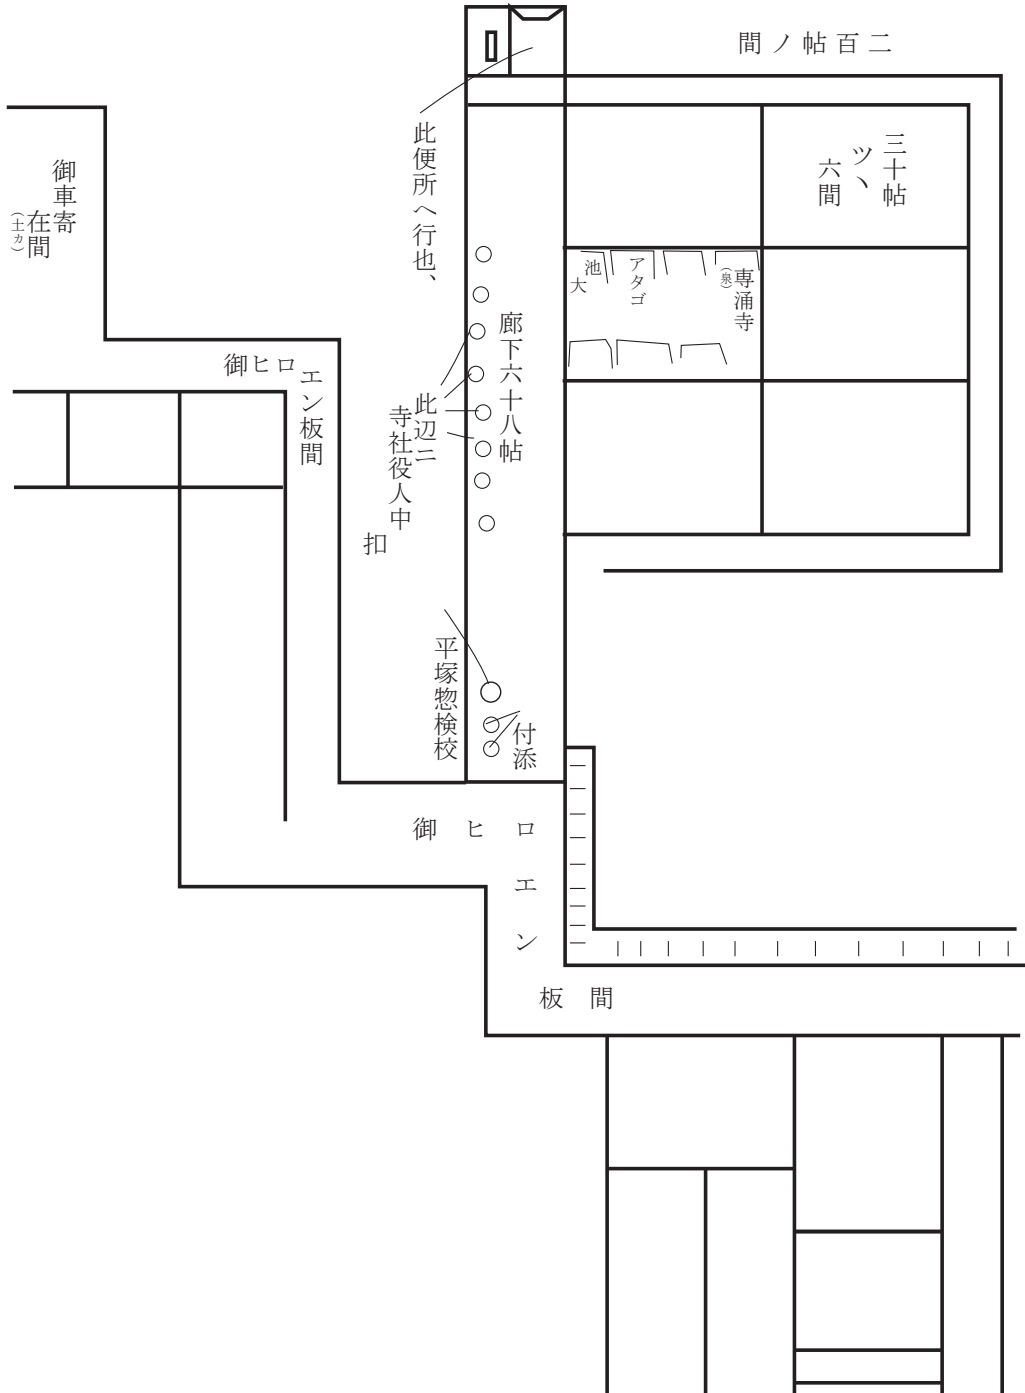 二百帖ノ間
三十帖
ツヽ
六間
専涌寺
（泉）
アタゴ
池
大
此便所へ行也、
廊下六十八帖
此辺ニ
寺社役人中
扣
平塚惣検校
付添
御車寄
在間
（土カ）
御ヒロエン板間
御ヒロエン
板間